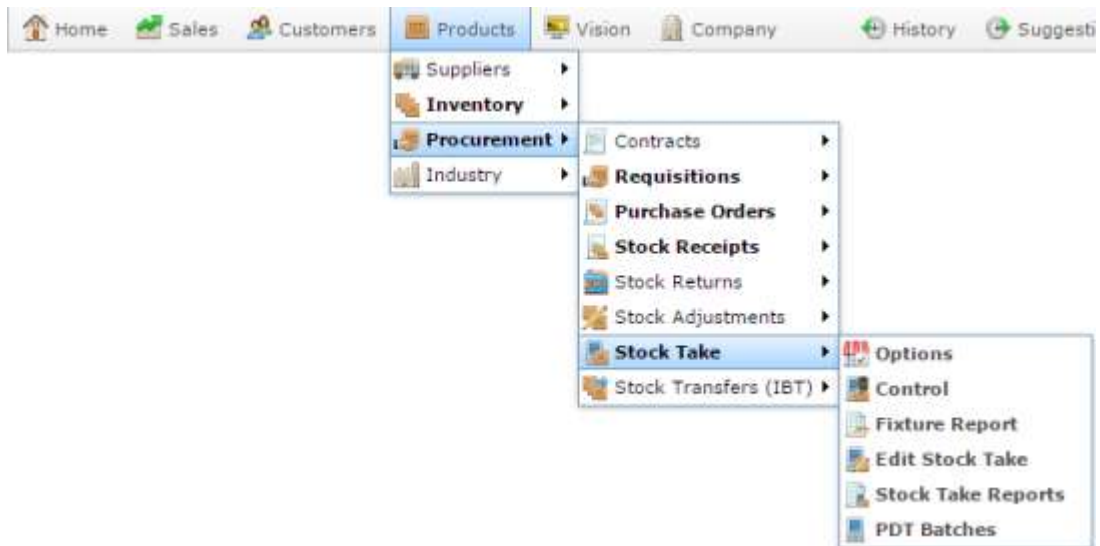 Home Sales Customers Products Vision Company History Suggesti
Suppliers
Inventory
Procurement
Industry
Contracts
Requisitions
Purchase Orders
Stock Receipts
Stock Returns
Stock Adjustments
Stock Take
Stock Transfers (IBT)
Options
Control
Fixture Report
Edit Stock Take
Stock Take Reports
PDT Batches